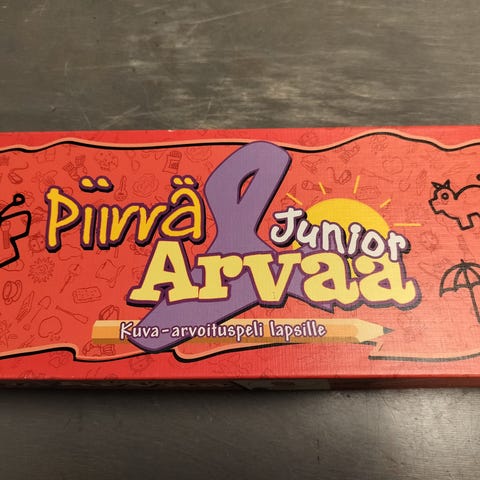 Piirrä
& Junior
Arvaa
Kuva-arvoituspeli lapsille